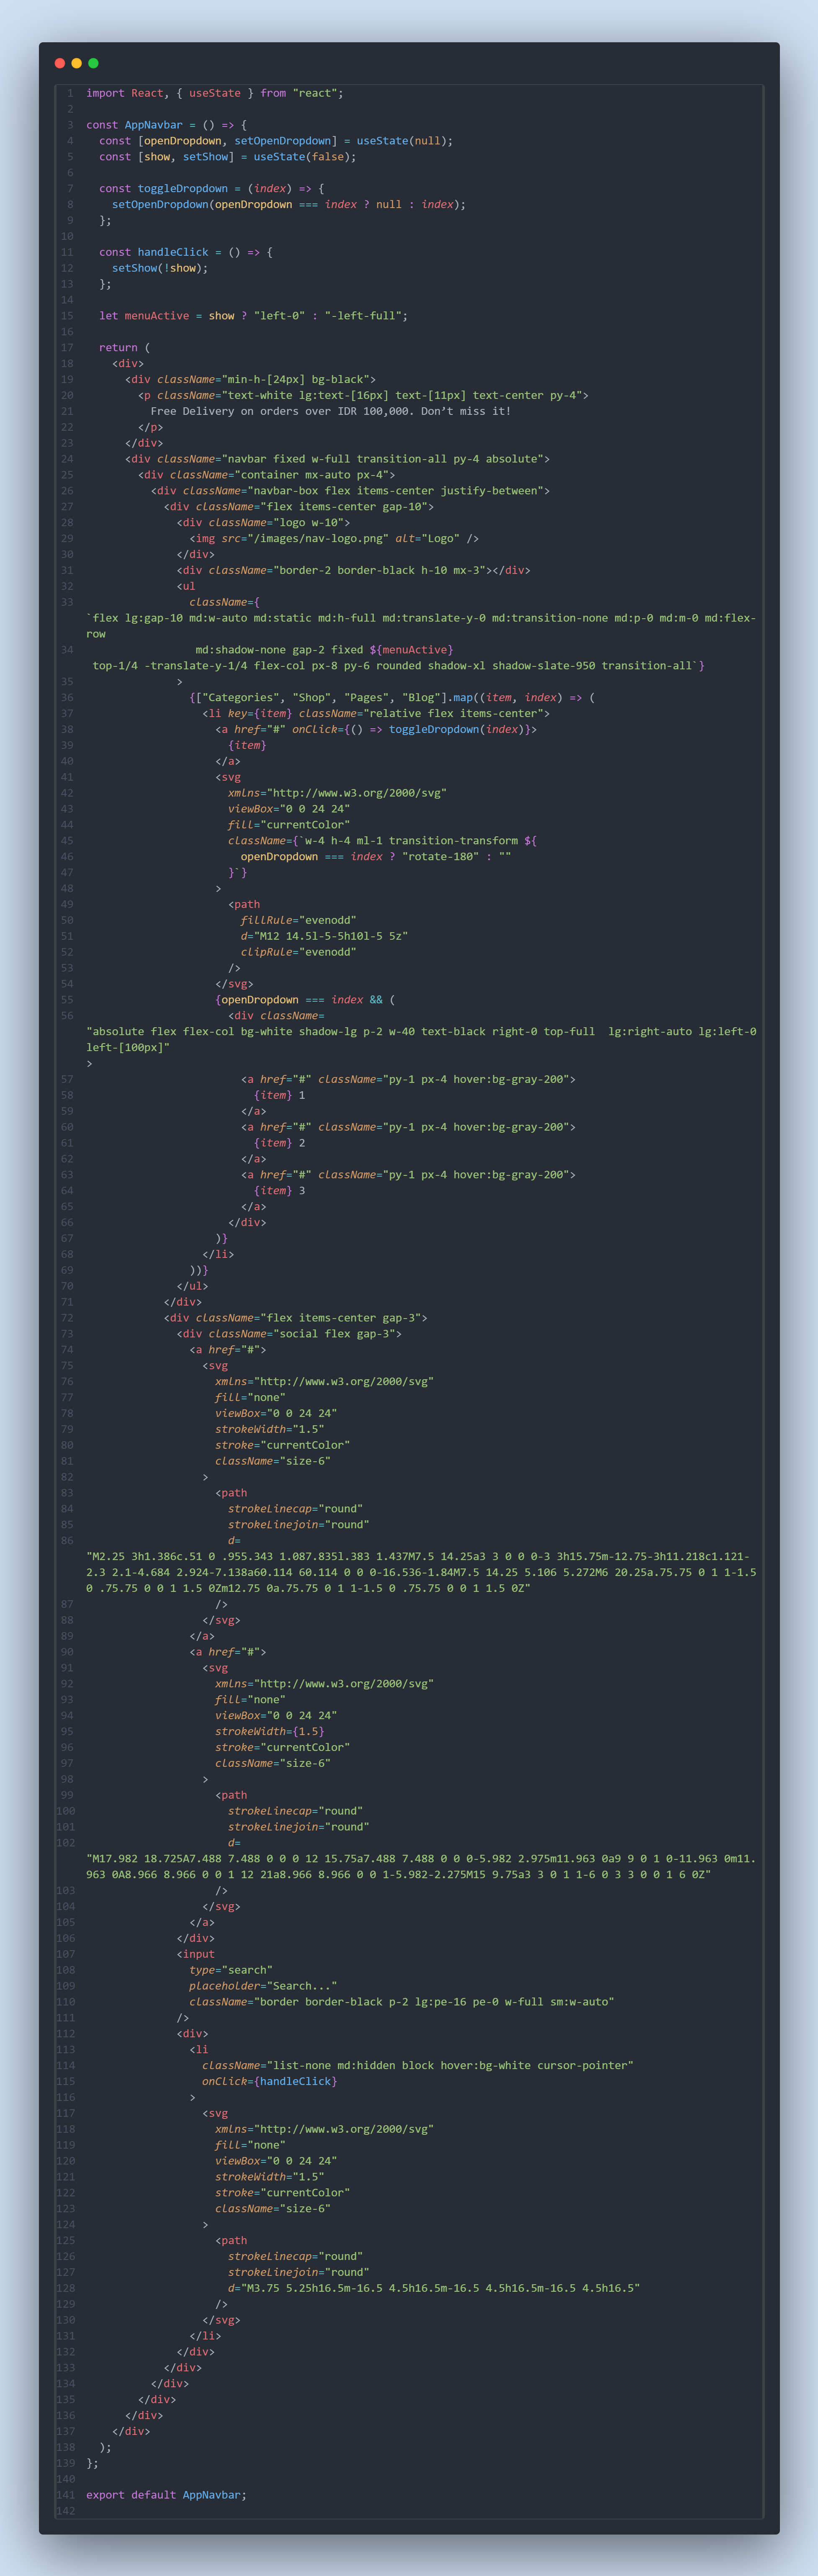 1 import React, { useState } from "react";
2
3 const AppNavbar = () => {
4   const [openDropdown, setOpenDropdown] = useState(null);
5   const [show, setShow] = useState(false);
6
7   const toggleDropdown = (index) => {
8     setOpenDropdown(openDropdown === index ? null : index);
9   };
10
11   const handleClick = () => {
12     setShow(!show);
13   };
14
15   let menuActive = show ? "left-0" : "-left-full";
16
17   return (
18     <div>
19       <div className="min-h-[24px] bg-black">
20         <p className="text-white lg:text-[16px] text-[11px] text-center py-4">
21           Free Delivery on orders over IDR 100,000. Don’t miss it!
22         </p>
23       </div>
24       <div className="navbar fixed w-full transition-all py-4 absolute">
25         <div className="container mx-auto px-4">
26           <div className="navbar-box flex items-center justify-between">
27             <div className="flex items-center gap-10">
28               <div className="logo w-10">
29                 <img src="/images/nav-logo.png" alt="Logo" />
30               </div>
31               <div className="border-2 border-black h-10 mx-3"></div>
32               <ul
33                 className={
`flex lg:gap-10 md:w-auto md:static md:h-full md:translate-y-0 md:transition-none md:p-0 md:m-0 md:flex-
row
34                  md:shadow-none gap-2 fixed ${menuActive}
 top-1/4 -translate-y-1/4 flex-col px-8 py-6 rounded shadow-xl shadow-slate-950 transition-all`}
35               >
36                 {["Categories", "Shop", "Pages", "Blog"].map((item, index) => (
37                   <li key={item} className="relative flex items-center">
38                     <a href="#" onClick={() => toggleDropdown(index)}>
39                       {item}
40                     </a>
41                     <svg
42                       xmlns="http://www.w3.org/2000/svg"
43                       viewBox="0 0 24 24"
44                       fill="currentColor"
45                       className={`w-4 h-4 ml-1 transition-transform ${
46                         openDropdown === index ? "rotate-180" : ""
47                       }`}
48                     >
49                       <path
50                         fillRule="evenodd"
51                         d="M12 14.5l-5-5h10l-5 5z"
52                         clipRule="evenodd"
53                       />
54                     </svg>
55                     {openDropdown === index && (
56                       <div className=
"absolute flex flex-col bg-white shadow-lg p-2 w-40 text-black right-0 top-full  lg:right-auto lg:left-0
left-[100px]"
>
57                         <a href="#" className="py-1 px-4 hover:bg-gray-200">
58                           {item} 1
59                         </a>
60                         <a href="#" className="py-1 px-4 hover:bg-gray-200">
61                           {item} 2
62                         </a>
63                         <a href="#" className="py-1 px-4 hover:bg-gray-200">
64                           {item} 3
65                         </a>
66                       </div>
67                     )}
68                   </li>
69                 ))}
70               </ul>
71             </div>
72             <div className="flex items-center gap-3">
73               <div className="social flex gap-3">
74                 <a href="#">
75                   <svg
76                     xmlns="http://www.w3.org/2000/svg"
77                     fill="none"
78                     viewBox="0 0 24 24"
79                     strokeWidth="1.5"
80                     stroke="currentColor"
81                     className="size-6"
82                   >
83                     <path
84                       strokeLinecap="round"
85                       strokeLinejoin="round"
86                       d=
"M2.25 3h1.386c.51 0 .955.343 1.087.835l.383 1.437M7.5 14.25a3 3 0 0 0-3 3h15.75m-12.75-3h11.218c1.121-
2.3 2.1-4.684 2.924-7.138a60.114 60.114 0 0 0-16.536-1.84M7.5 14.25 5.106 5.272M6 20.25a.75.75 0 1 1-1.5
0 .75.75 0 0 1 1.5 0Zm12.75 0a.75.75 0 1 1-1.5 0 .75.75 0 0 1 1.5 0Z"
87                     />
88                   </svg>
89                 </a>
90                 <a href="#">
91                   <svg
92                     xmlns="http://www.w3.org/2000/svg"
93                     fill="none"
94                     viewBox="0 0 24 24"
95                     strokeWidth={1.5}
96                     stroke="currentColor"
97                     className="size-6"
98                   >
99                     <path
100                       strokeLinecap="round"
101                       strokeLinejoin="round"
102                       d=
"M17.982 18.725A7.488 7.488 0 0 0 12 15.75a7.488 7.488 0 0 0-5.982 2.975m11.963 0a9 9 0 1 0-11.963 0m11.
963 0A8.966 8.966 0 0 1 12 21a8.966 8.966 0 0 1-5.982-2.275M15 9.75a3 3 0 1 1-6 0 3 3 0 0 1 6 0Z"
103                     />
104                   </svg>
105                 </a>
106               </div>
107               <input
108                 type="search"
109                 placeholder="Search..."
110                 className="border border-black p-2 lg:pe-16 pe-0 w-full sm:w-auto"
111               />
112               <div>
113                 <li
114                   className="list-none md:hidden block hover:bg-white cursor-pointer"
115                   onClick={handleClick}
116                 >
117                   <svg
118                     xmlns="http://www.w3.org/2000/svg"
119                     fill="none"
120                     viewBox="0 0 24 24"
121                     strokeWidth="1.5"
122                     stroke="currentColor"
123                     className="size-6"
124                   >
125                     <path
126                       strokeLinecap="round"
127                       strokeLinejoin="round"
128                       d="M3.75 5.25h16.5m-16.5 4.5h16.5m-16.5 4.5h16.5m-16.5 4.5h16.5"
129                     />
130                   </svg>
131                 </li>
132               </div>
133             </div>
134           </div>
135         </div>
136       </div>
137     </div>
138   );
139 };
140
141 export default AppNavbar;
142